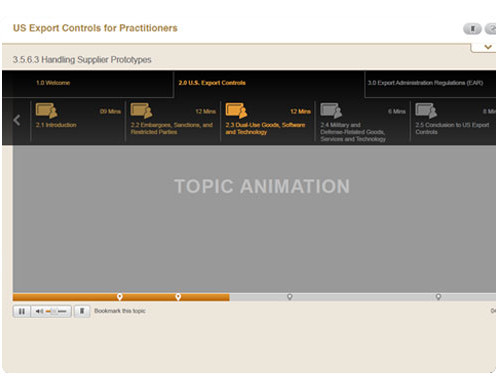 US Export Controls for Practitioners
3.5.6.3 Handling Supplier Prototypes
1.0 Welcome
2.0 U.S. Export Controls
3.0 Export Administration Regulations (EAR)
09 Mins
2.1 Introduction
12 Mins
2.2 Embargoes, Sanctions, and
Restricted Parties
12 Mins
2.3 Dual-Use Goods, Software
and Technology
6 Mins
2.4 Military and
Defense-Related Goods,
Services and Technology
8 Min
2.5 Conclusion to US Export
Controls
TOPIC ANIMATION
Bookmark this topic